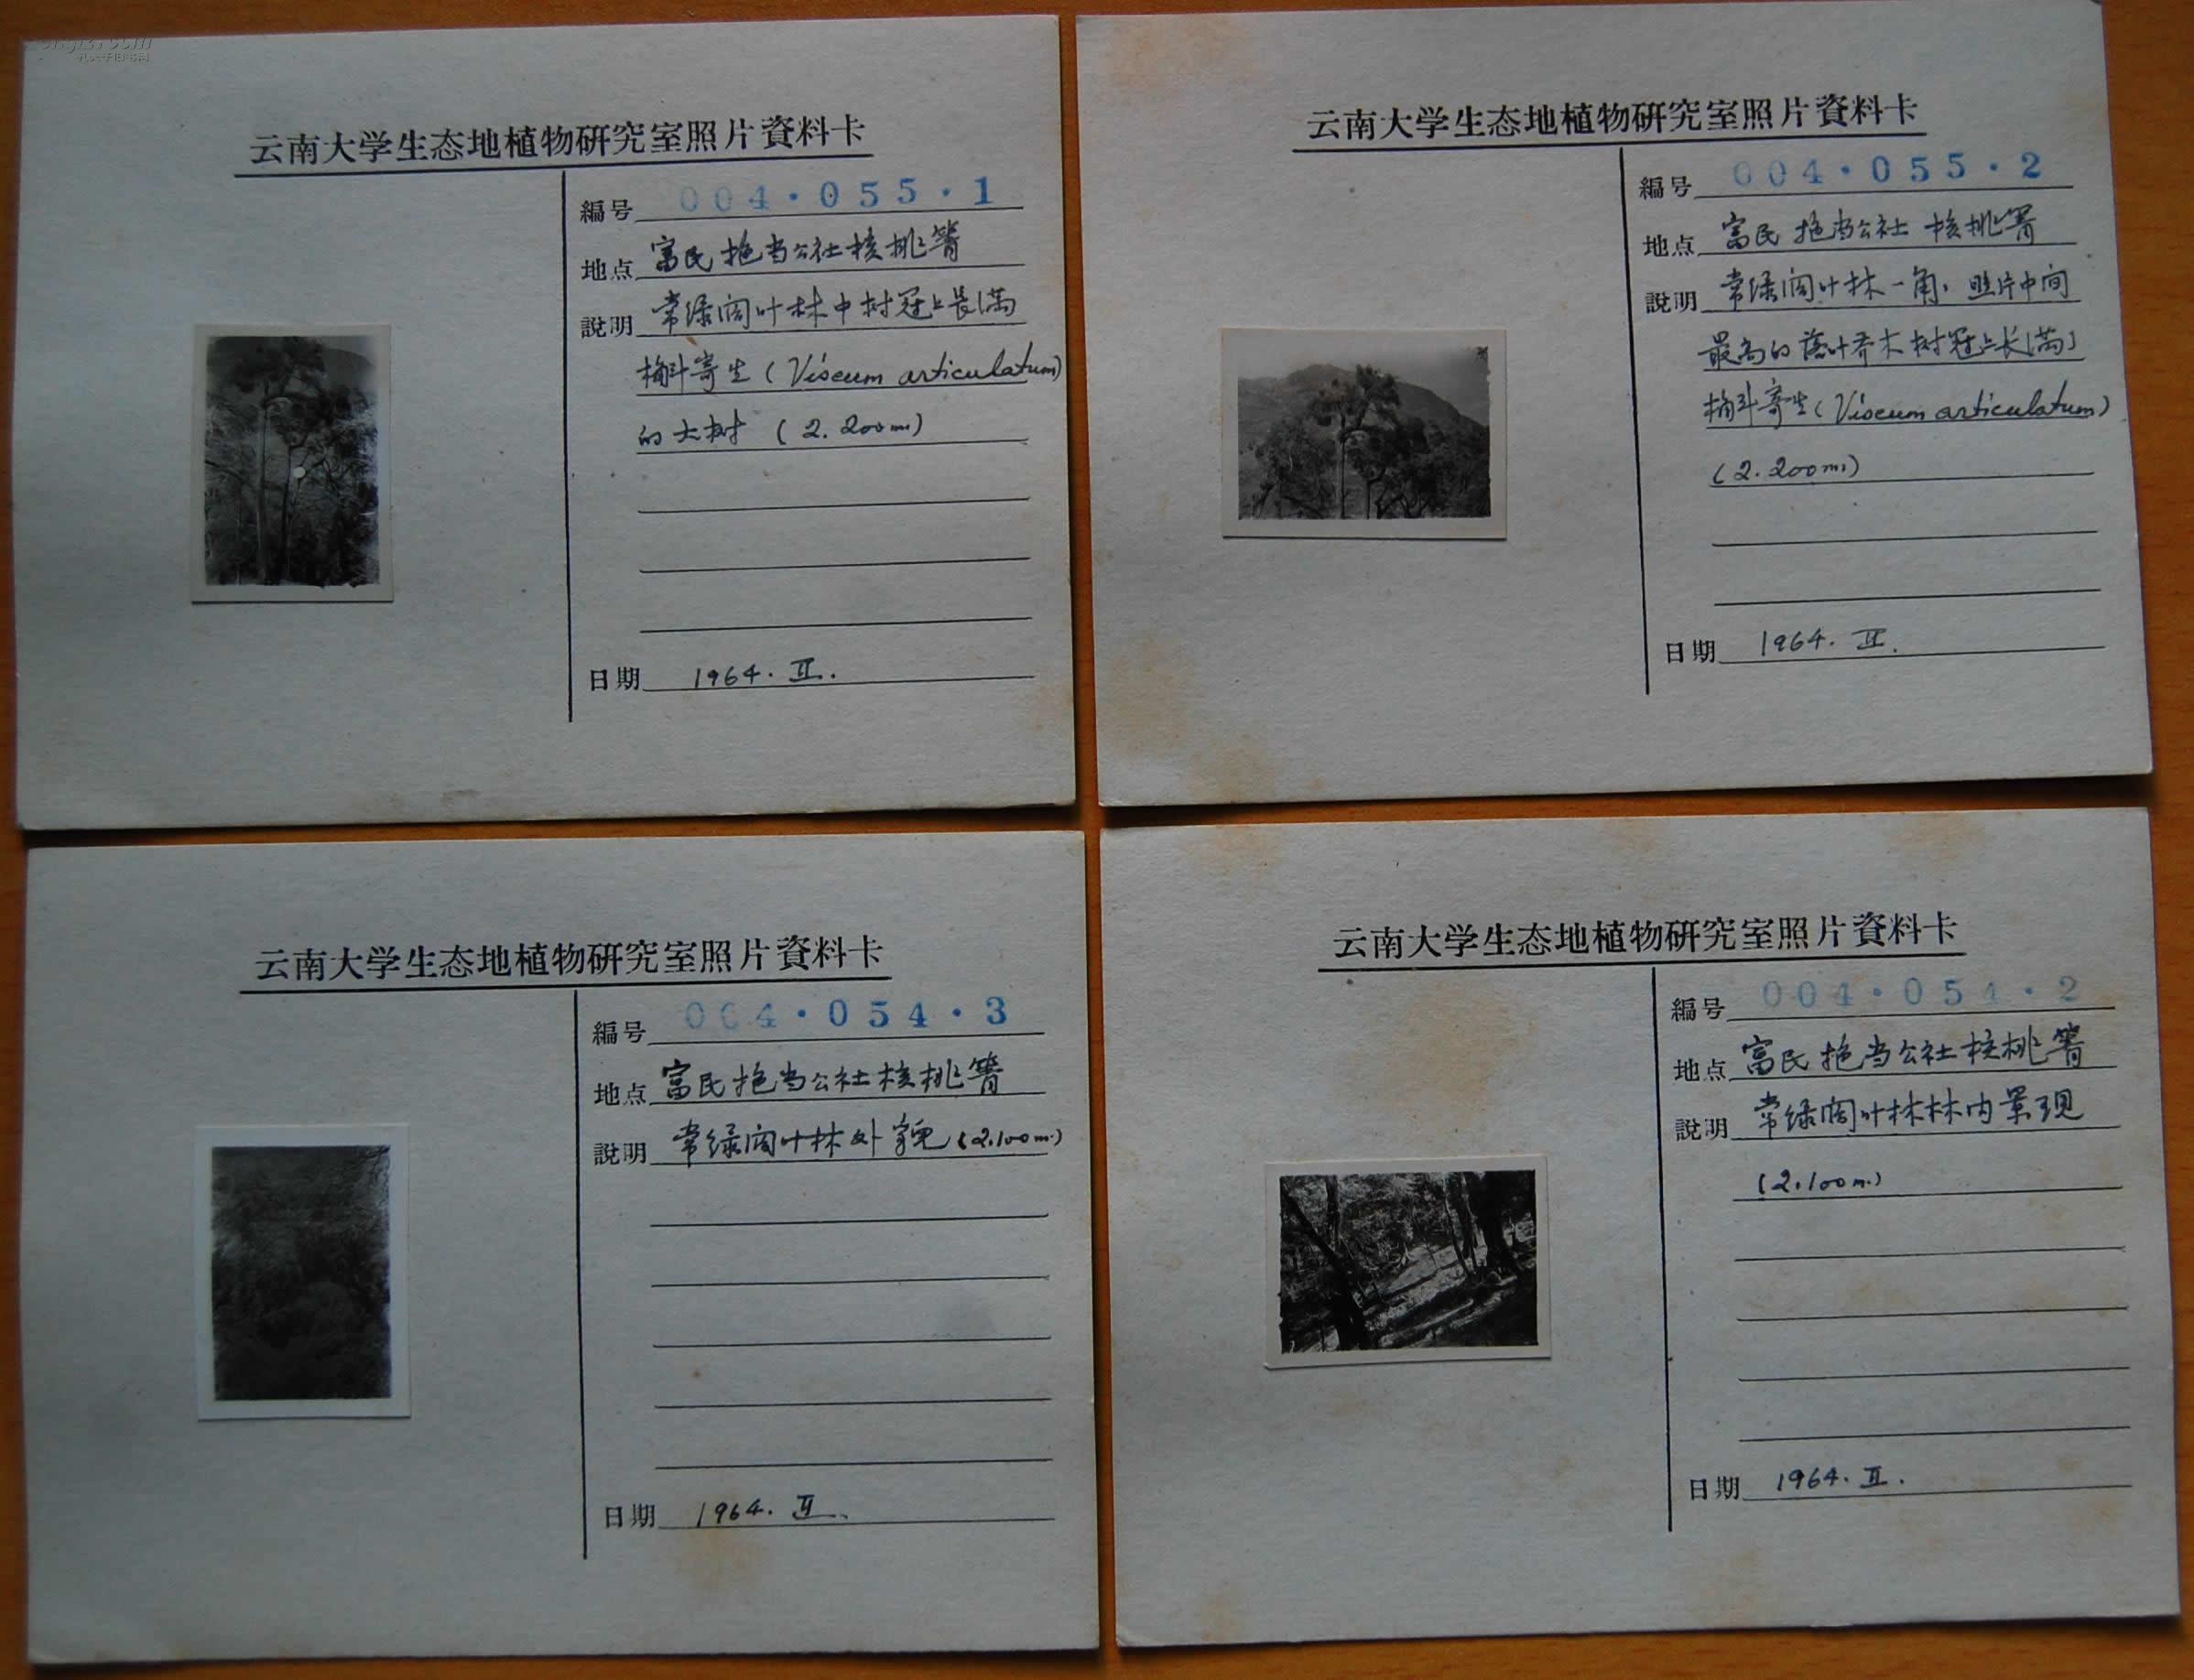 云南大学生态地植物研究室照片資料卡
編号 004·055·1
地点 富民拖当公社核桃箐
說明 常绿阔叶林中树冠上长满
槲寄生(Viscum articulatum)
的大树 (2.200m)
日期 1964.Ⅱ.
云南大学生态地植物研究室照片資料卡
編号 004·055·2
地点 富民拖当公社 核桃箐
說明 常绿阔叶林一角,照片中间
最高的落叶乔木树冠上长满了
槲寄生(Viscum articulatum)
(2.200m)
日期 1964.Ⅱ.
云南大学生态地植物研究室照片資料卡
編号 004·054·3
地点 富民拖当公社核桃箐
說明 常绿阔叶林外貌(2.100m.)
日期 1964.Ⅱ.
云南大学生态地植物研究室照片資料卡
編号 004·054·2
地点 富民拖当公社核桃箐
說明 常绿阔叶林林内景观
(2.100m.)
日期 1964.Ⅱ.